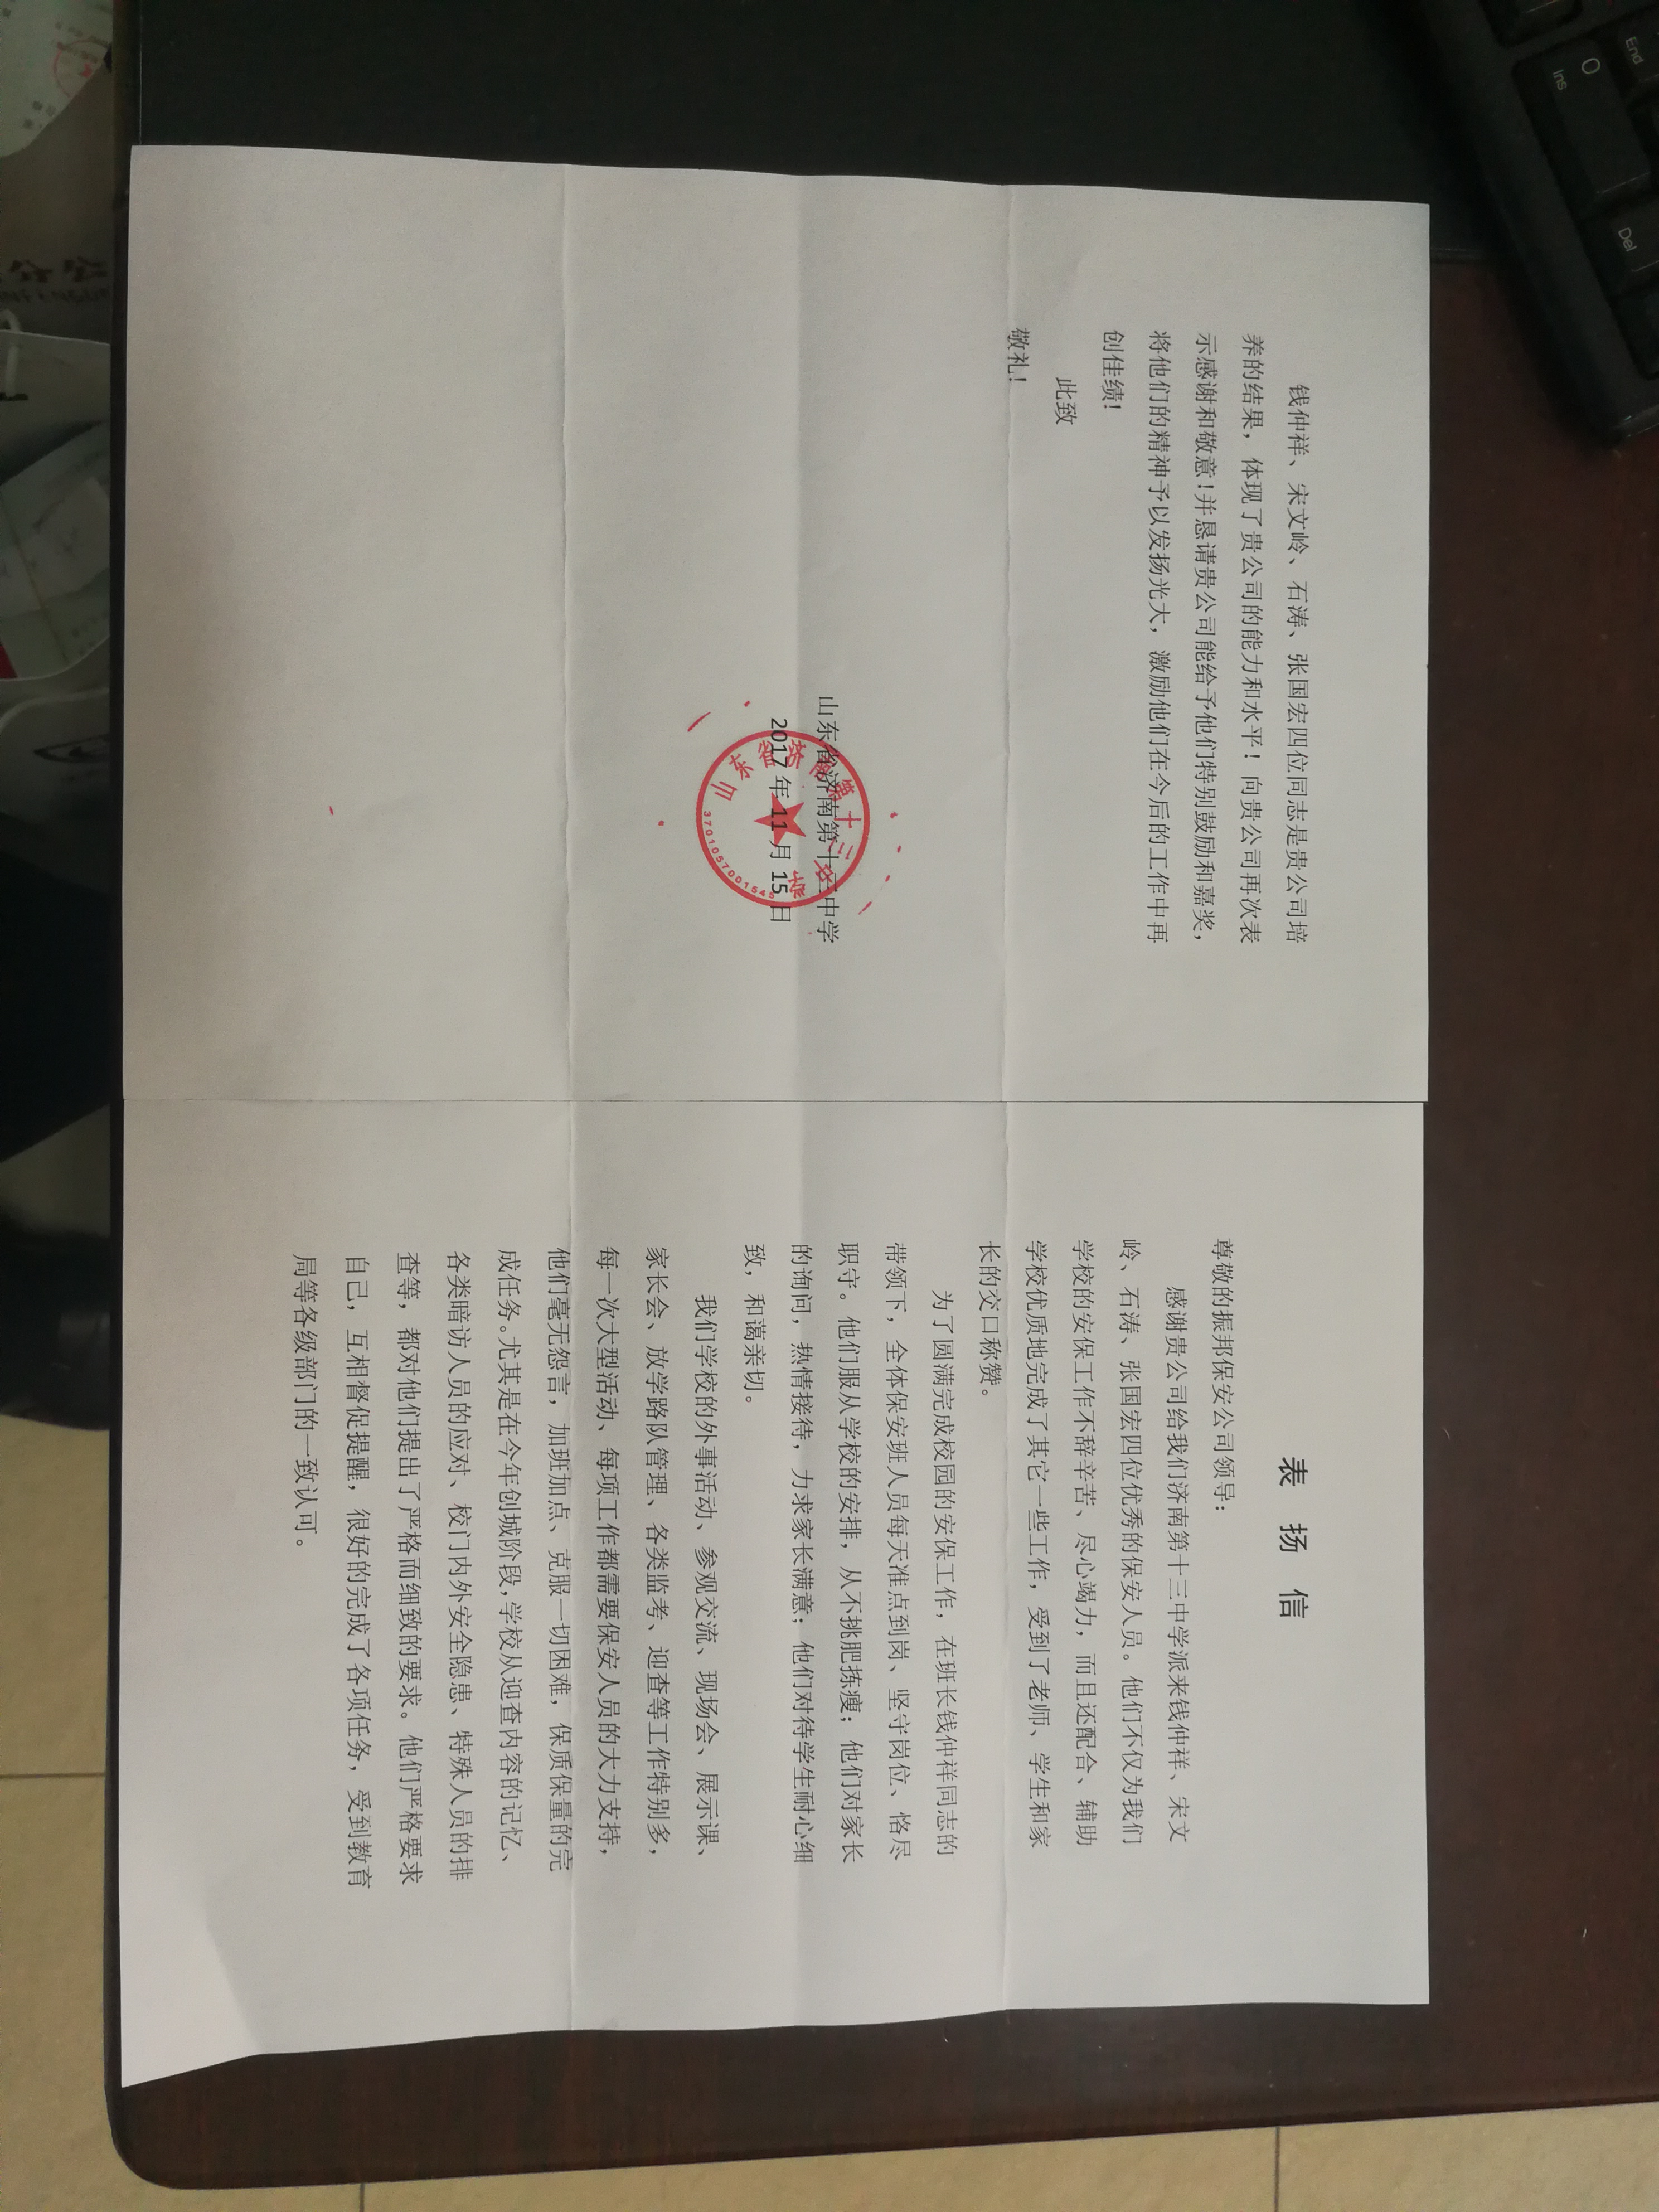 表 扬 信
尊敬的振邦保安公司领导：
感谢贵公司给我们济南第十三中学派来钱仲祥、宋文
岭、石涛、张国宏四位优秀的保安人员。他们不仅为我们
学校的安保工作不辞辛苦、尽心竭力，而且还配合、辅助
学校优质地完成了其它一些工作，受到了老师、学生和家
长的交口称赞。
为了圆满完成校园的安保工作，在班长钱仲祥同志的
带领下，全体保安班人员每天准点到岗、坚守岗位、恪尽
职守。他们服从学校的安排，从不挑肥拣瘦；他们对家长
的询问，热情接待，力求家长满意；他们对待学生耐心细
致，和蔼亲切。
我们学校的外事活动、参观交流、现场会、展示课、
家长会、放学路队管理、各类监考、迎查等工作特别多，
每一次大型活动、每项工作都需要保安人员的大力支持，
他们毫无怨言，加班加点、克服一切困难，保质保量的完
成任务。尤其是在今年创城阶段，学校从迎查内容的记忆、
各类暗访人员的应对、校门内外安全隐患、特殊人员的排
查等，都对他们提出了严格而细致的要求。他们严格要求
自己，互相督促提醒，很好的完成了各项任务，受到教育
局等各级部门的一致认可。
钱仲祥、宋文岭、石涛、张国宏四位同志是贵公司培
养的结果，体现了贵公司的能力和水平！向贵公司再次表
示感谢和敬意！并恳请贵公司能给予他们特别鼓励和嘉奖，
将他们的精神予以发扬光大，激励他们在今后的工作中再
创佳绩！
此致
敬礼！
山东省济南第十三中学
2017 年 11 月 15 日
山东省济南第十三中学
3701057001546
End
0
Ins
Del